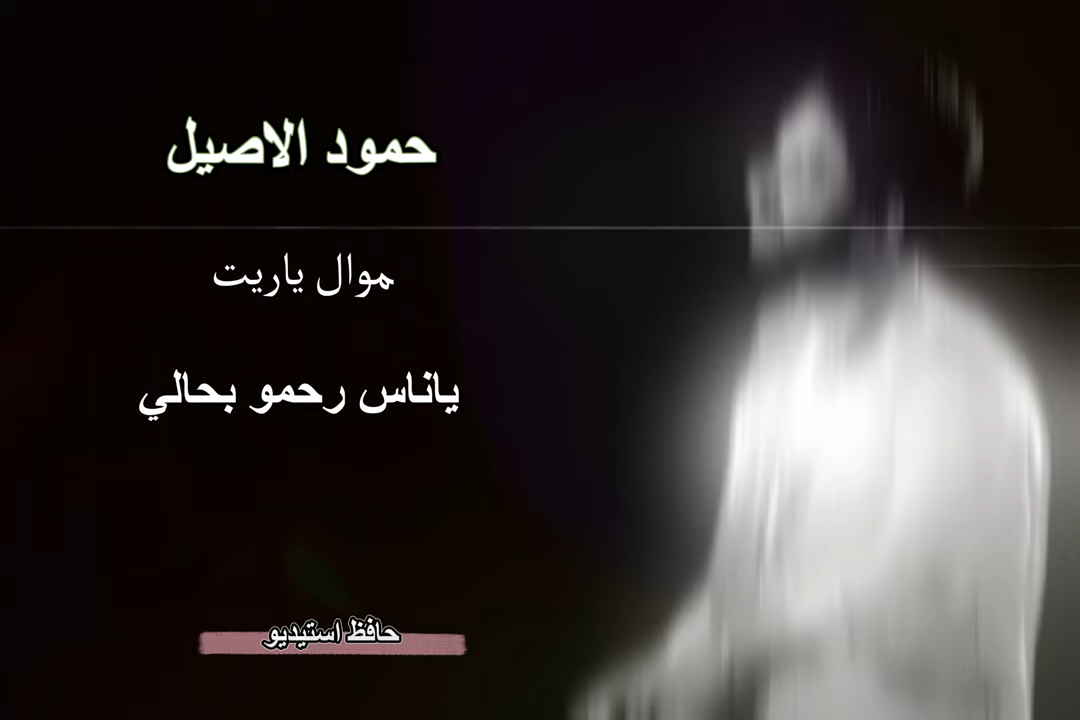 حمود الاصيل
موال ياريت
ياناس رحمو بحالي
حافظ استيديو